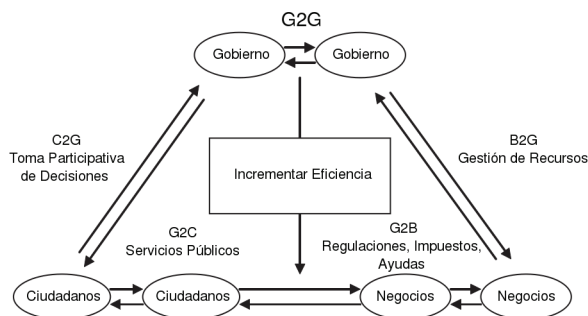 G2G
Gobierno
Gobierno
C2G
Toma Participativa
de Decisiones
B2G
Gestión de Recursos
Incrementar Eficiencia
G2C
Servicios Públicos
G2B
Regulaciones, Impuestos,
Ayudas
Ciudadanos
Ciudadanos
Negocios
Negocios